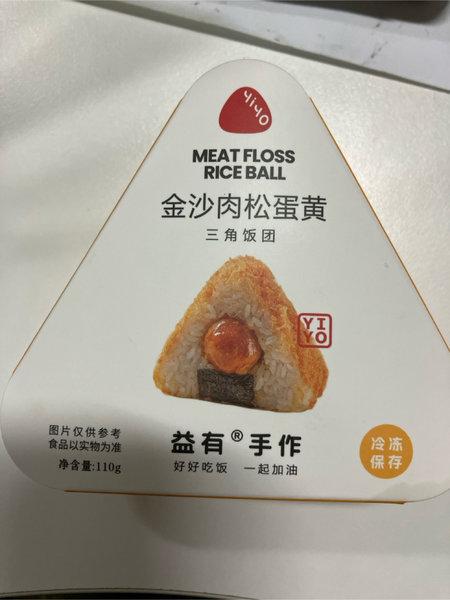 yiyo
MEAT FLOSS
RICE BALL
金沙肉松蛋黄
三角饭团
YI
YO
图片仅供参考
食品以实物为准
净含量:110g
益有®手作
好好吃饭 一起加油
冷冻
保存